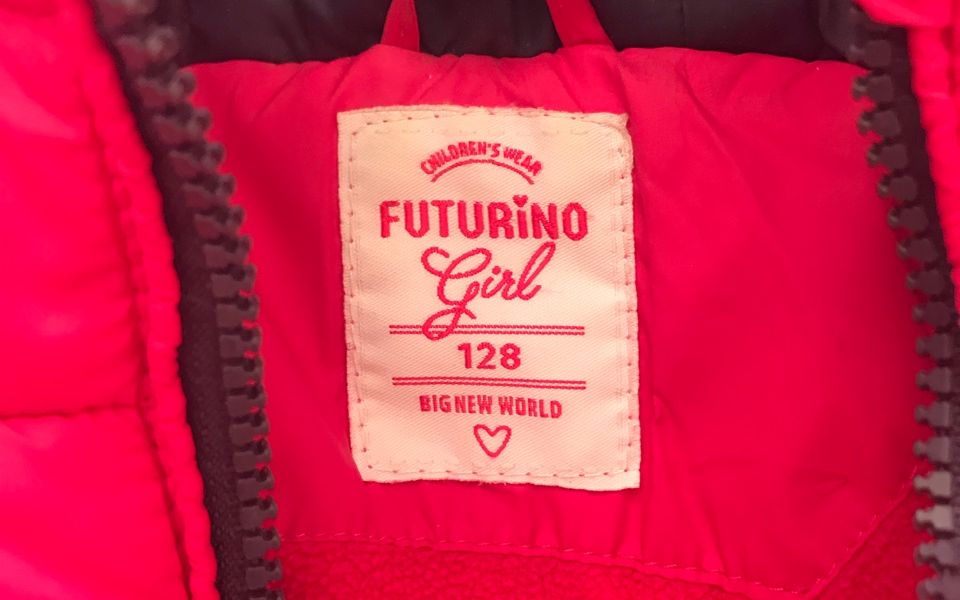 CHILDREN'S WEAR
FUTURiNO
Girl
128
BIG NEW WORLD